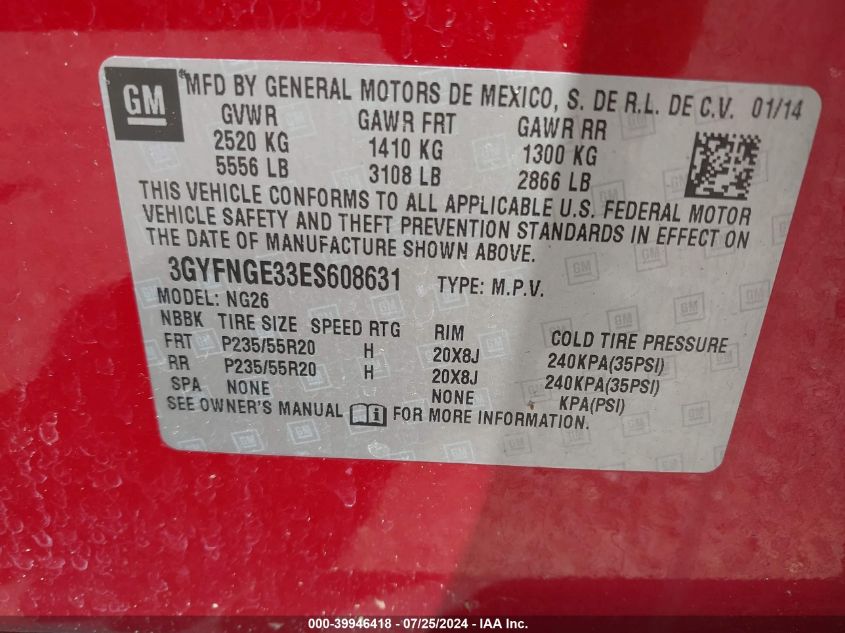 GM
*MFD BY GENERAL MOTORS DE MEXICO, S. DE R.L. DE C.V. 01/14
GVWR GAWR FRT GAWR RR
2520 KG 1410 KG 1300 KG
5556 LB 3108 LB 2866 LB
THIS VEHICLE CONFORMS TO ALL APPLICABLE U.S. FEDERAL MOTOR
VEHICLE SAFETY AND THEFT PREVENTION STANDARDS IN EFFECT ON
THE DATE OF MANUFACTURE SHOWN ABOVE.
3GYFNGE33ES608631 TYPE: M.P.V.
MODEL: NG26
NBBK TIRE SIZE SPEED RTG RIM COLD TIRE PRESSURE
FRT P235/55R20 H 20X8J 240KPA(35PSI)
RR P235/55R20 H 20X8J 240KPA(35PSI)
SPA NONE NONE KPA(PSI)
SEE OWNER'S MANUAL FOR MORE INFORMATION.
000-39946418 - 07/25/2024 - IAA Inc.